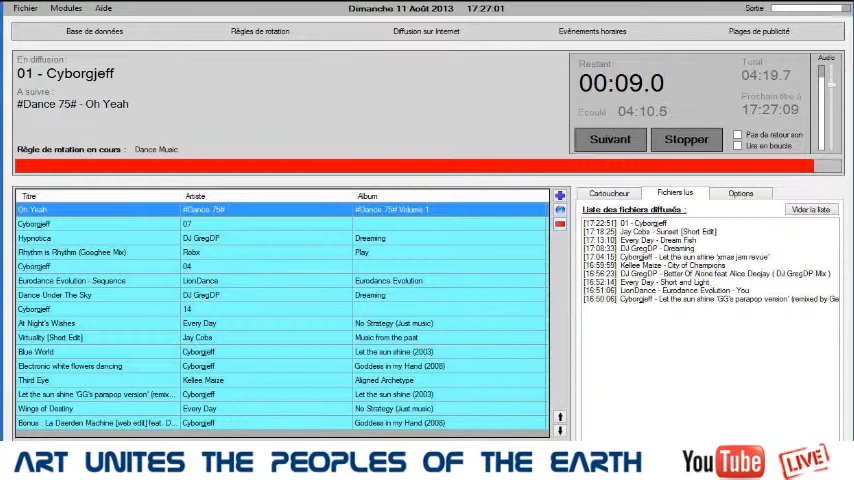 Fichier Modules Aide Dimanche 11 Août 2013 17:27:01 Sortie
Base de données Règles de rotation Diffusion sur Internet Evènements horaires Plages de publicité
En diffusion :
01 - Cyborgjeff
A suivre :
#Dance 75# - Oh Yeah
Règle de rotation en cours : Dance Music
Restant :
00:09.0
Ecoulé : 04:10.5
Total
04:19.7
Prochain titre à
17:27:09
Suivant Stopper
Pas de retour son
Lire en boucle
Audio
Titre Artiste Album
Oh Yeah #Dance 75# #Dance 75# Volume 1
Cyborgjeff 07
Hypnotica DJ GregDP Dreaming
Rhythm is Rhythm (Googhee Mix) Robx Play
Cyborgjeff 04
Eurodance Evolution - Sequence LionDance Eurodance Evolution
Dance Under The Sky DJ GregDP Dreaming
Cyborgjeff 14
At Night's Wishes Every Day No Strategy (Just music)
Virtuality [Short Edit] Jay Cobs Music from the past
Blue World Cyborgjeff Let the sun shine (2003)
Electronic white flowers dancing Cyborgjeff Goddess in my Hand (2008)
Third Eye Kellee Maize Aligned Archetype
Let the sun shine 'GG's parapop version' (remix... Cyborgjeff Let the sun shine (2003)
Wings of Destiny Every Day No Strategy (Just music)
Bonus : La Daerden Machine [web edit] feat. D... Cyborgjeff Goddess in my Hand (2008)
Cartoucheur Fichiers lus Options
Liste des fichiers diffusés : Vider la liste
[17:22:51] 01 - Cyborgjeff
[17:18:25] Jay Cobs - Sunset [Short Edit]
[17:13:10] Every Day - Dream Fish
[17:08:33] DJ GregDP - Dreaming
[17:04:15] Cyborgjeff - Let the sun shine 'xmas jam revue'
[16:59:59] Kellee Maize - City of Champions
[16:56:23] DJ GregDP - Better Of Alone feat Alice Deejay ( DJ GregDP Mix )
[16:52:14] Every Day - Short and Light
[16:51:06] LionDance - Eurodance Evolution - You
[16:50:06] Cyborgjeff - Let the sun shine 'GG's parapop version' (remixed by Ge
ART UNITES THE PEOPLES OF THE EARTH
YouTube LIVE